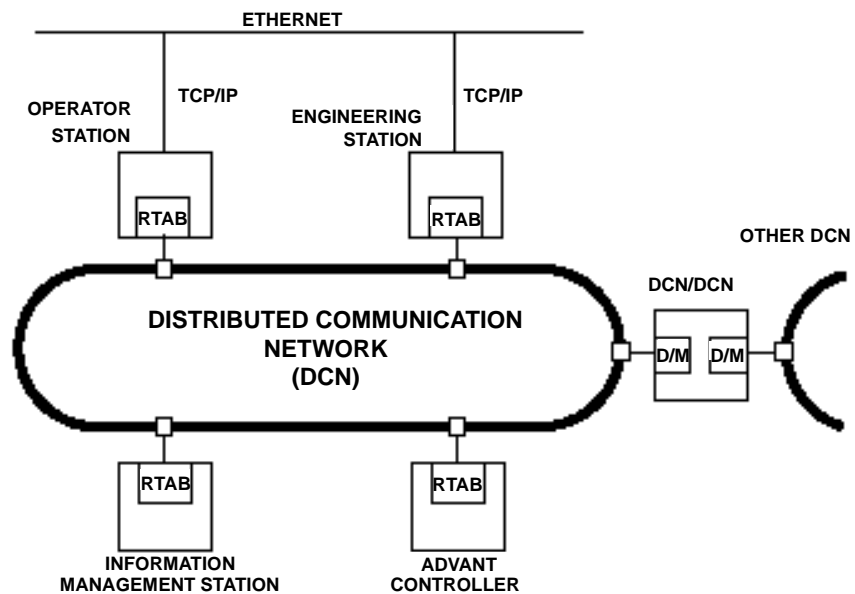 ETHERNET
TCP/IP
TCP/IP
OPERATOR
STATION
ENGINEERING
STATION
RTAB
RTAB
OTHER DCN
DCN/DCN
DISTRIBUTED COMMUNICATION
NETWORK
(DCN)
D/M
D/M
RTAB
RTAB
INFORMATION
MANAGEMENT STATION
ADVANT
CONTROLLER